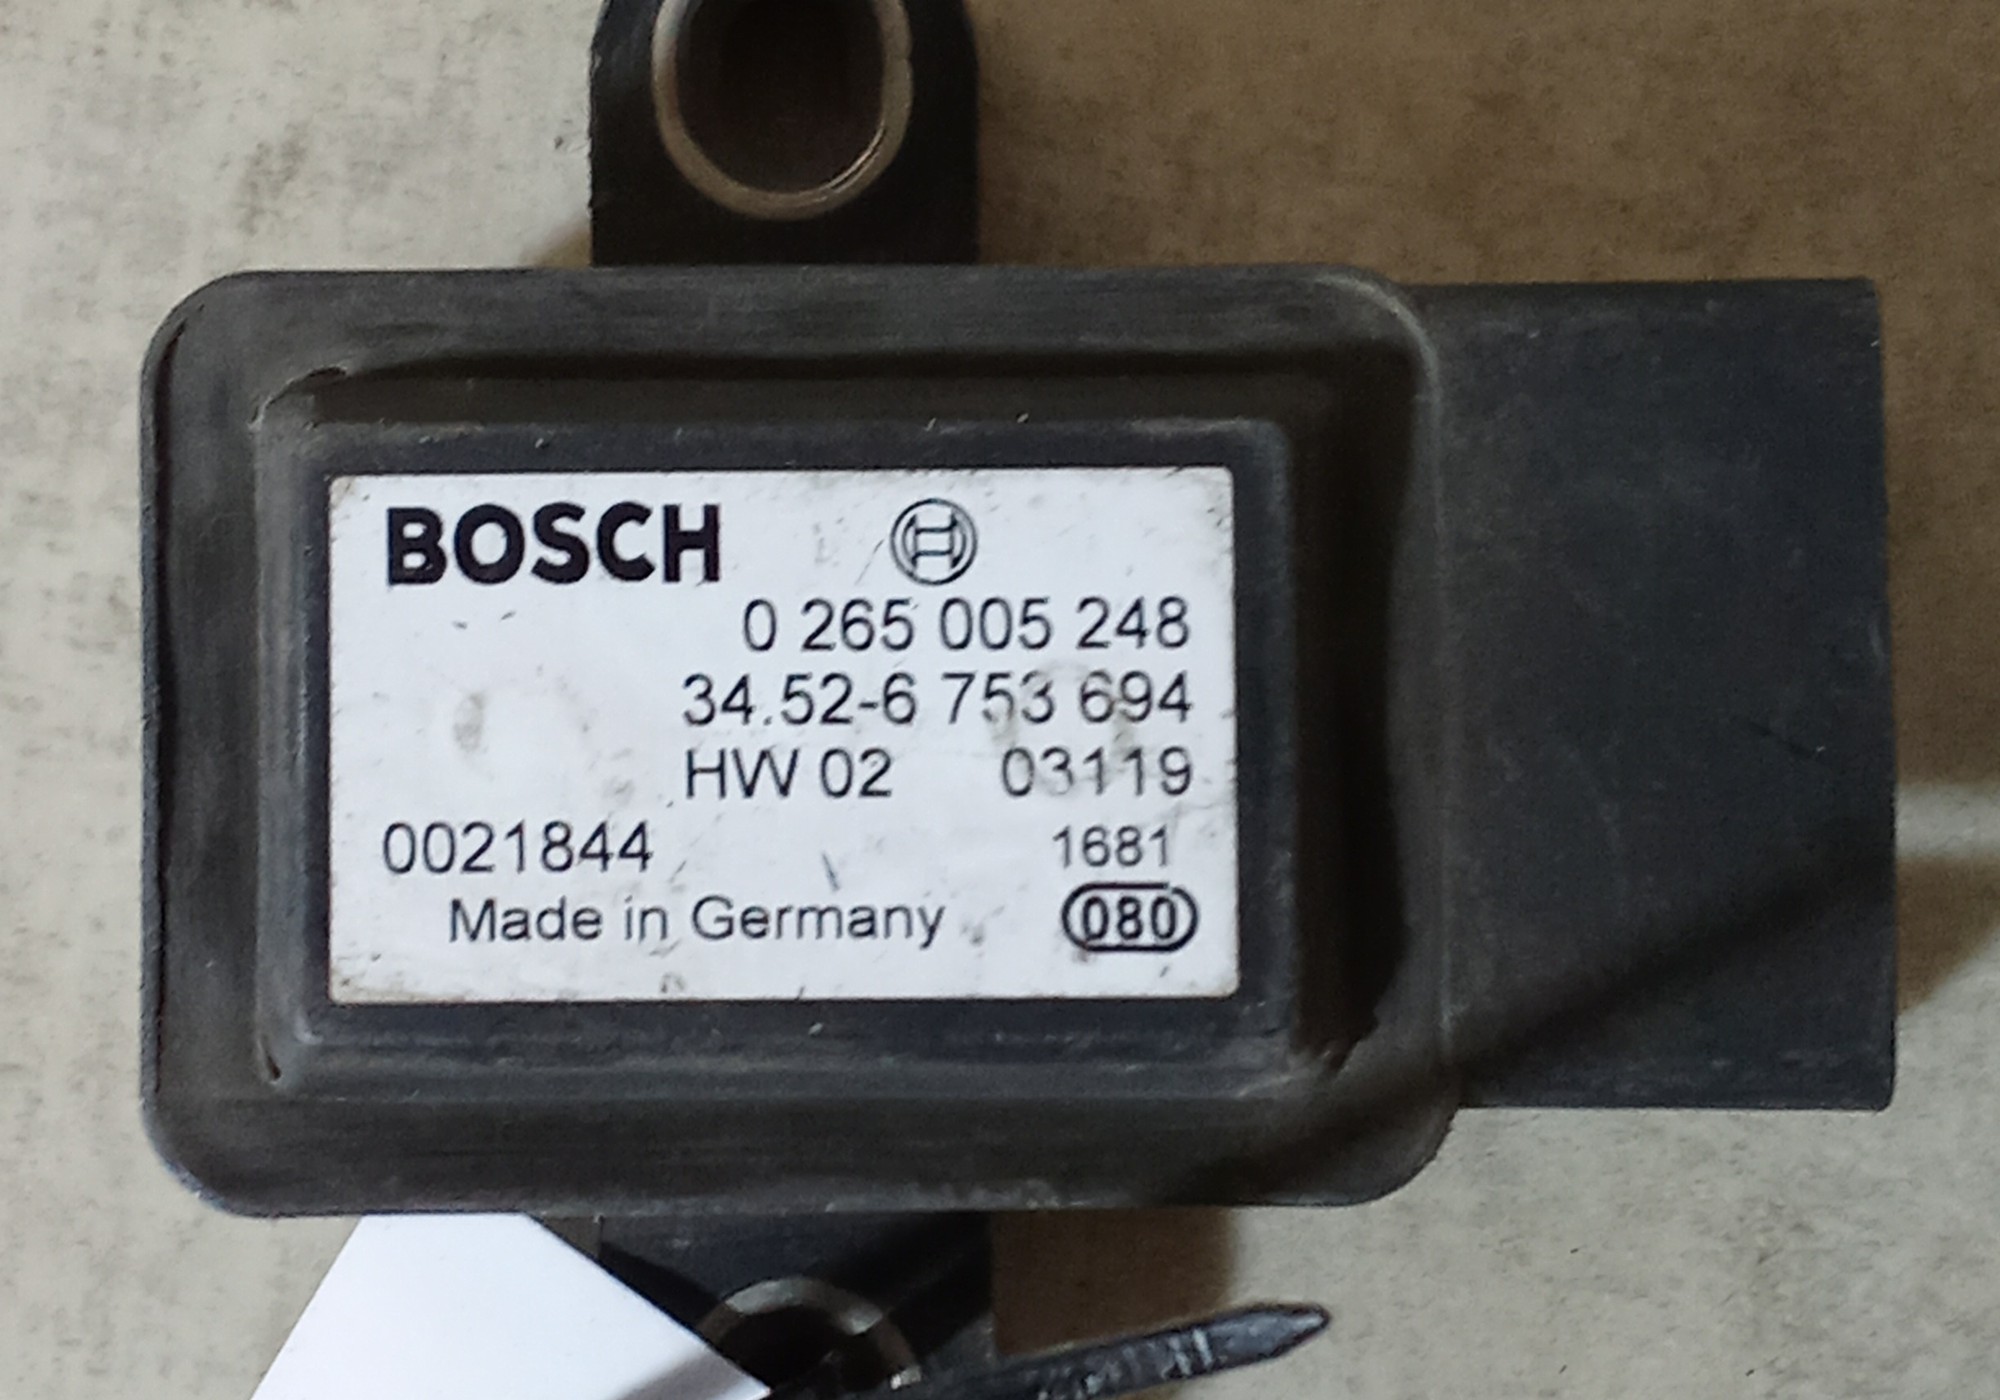 BOSCH
0 265 005 248
34.52-6 753 694
HW 02 03119
0021844 1681
Made in Germany 080